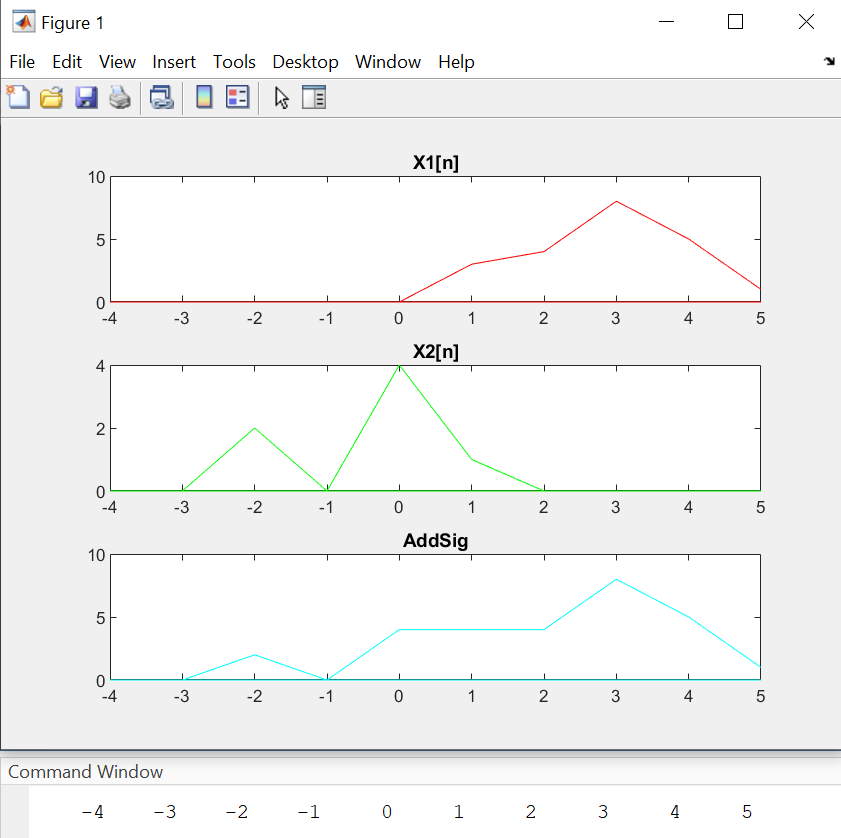 Figure 1
File Edit View Insert Tools Desktop Window Help
X1[n]
10
5
0
-4 -3 -2 -1 0 1 2 3 4 5
X2[n]
4
2
0
-4 -3 -2 -1 0 1 2 3 4 5
AddSig
10
5
0
-4 -3 -2 -1 0 1 2 3 4 5
Command Window
-4 -3 -2 -1 0 1 2 3 4 5